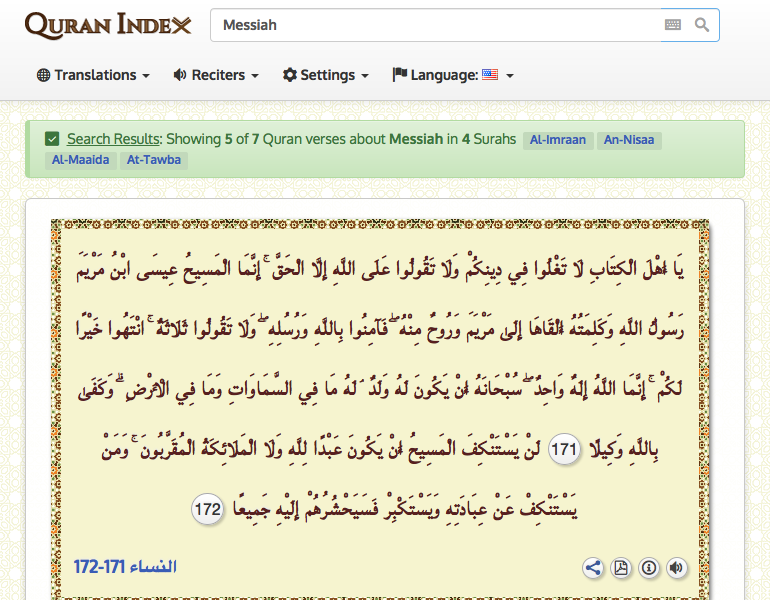 QURAN INDEX
Messiah
Translations
Reciters
Settings
Language:
Search Results: Showing 5 of 7 Quran verses about Messiah in 4 Surahs Al-Imraan An-Nisaa
Al-Maaida At-Tawba
يَا أَهْلَ الْكِتَابِ لَا تَغْلُوا فِي دِينِكُمْ وَلَا تَقُولُوا عَلَى اللَّهِ إِلَّا الْحَقَّ ۚ إِنَّمَا الْمَسِيحُ عِيسَى ابْنُ مَرْيَمَ
رَسُولُ اللَّهِ وَكَلِمَتُهُ أَلْقَاهَا إِلَىٰ مَرْيَمَ وَرُوحٌ مِنْهُ ۖ فَآمِنُوا بِاللَّهِ وَرُسُلِهِ ۖ وَلَا تَقُولُوا ثَلَاثَةٌ ۚ انْتَهُوا خَيْرًا
لَكُمْ ۚ إِنَّمَا اللَّهُ إِلَٰهٌ وَاحِدٌ ۖ سُبْحَانَهُ أَنْ يَكُونَ لَهُ وَلَدٌ ۘ لَهُ مَا فِي السَّمَاوَاتِ وَمَا فِي الْأَرْضِ ۗ وَكَفَىٰ
بِاللَّهِ وَكِيلًا 171 لَنْ يَسْتَنْكِفَ الْمَسِيحُ أَنْ يَكُونَ عَبْدًا لِلَّهِ وَلَا الْمَلَائِكَةُ الْمُقَرَّبُونَ ۚ وَمَنْ
يَسْتَنْكِفْ عَنْ عِبَادَتِهِ وَيَسْتَكْبِرْ فَسَيَحْشُرُهُمْ إِلَيْهِ جَمِيعًا 172
النساء 171-172